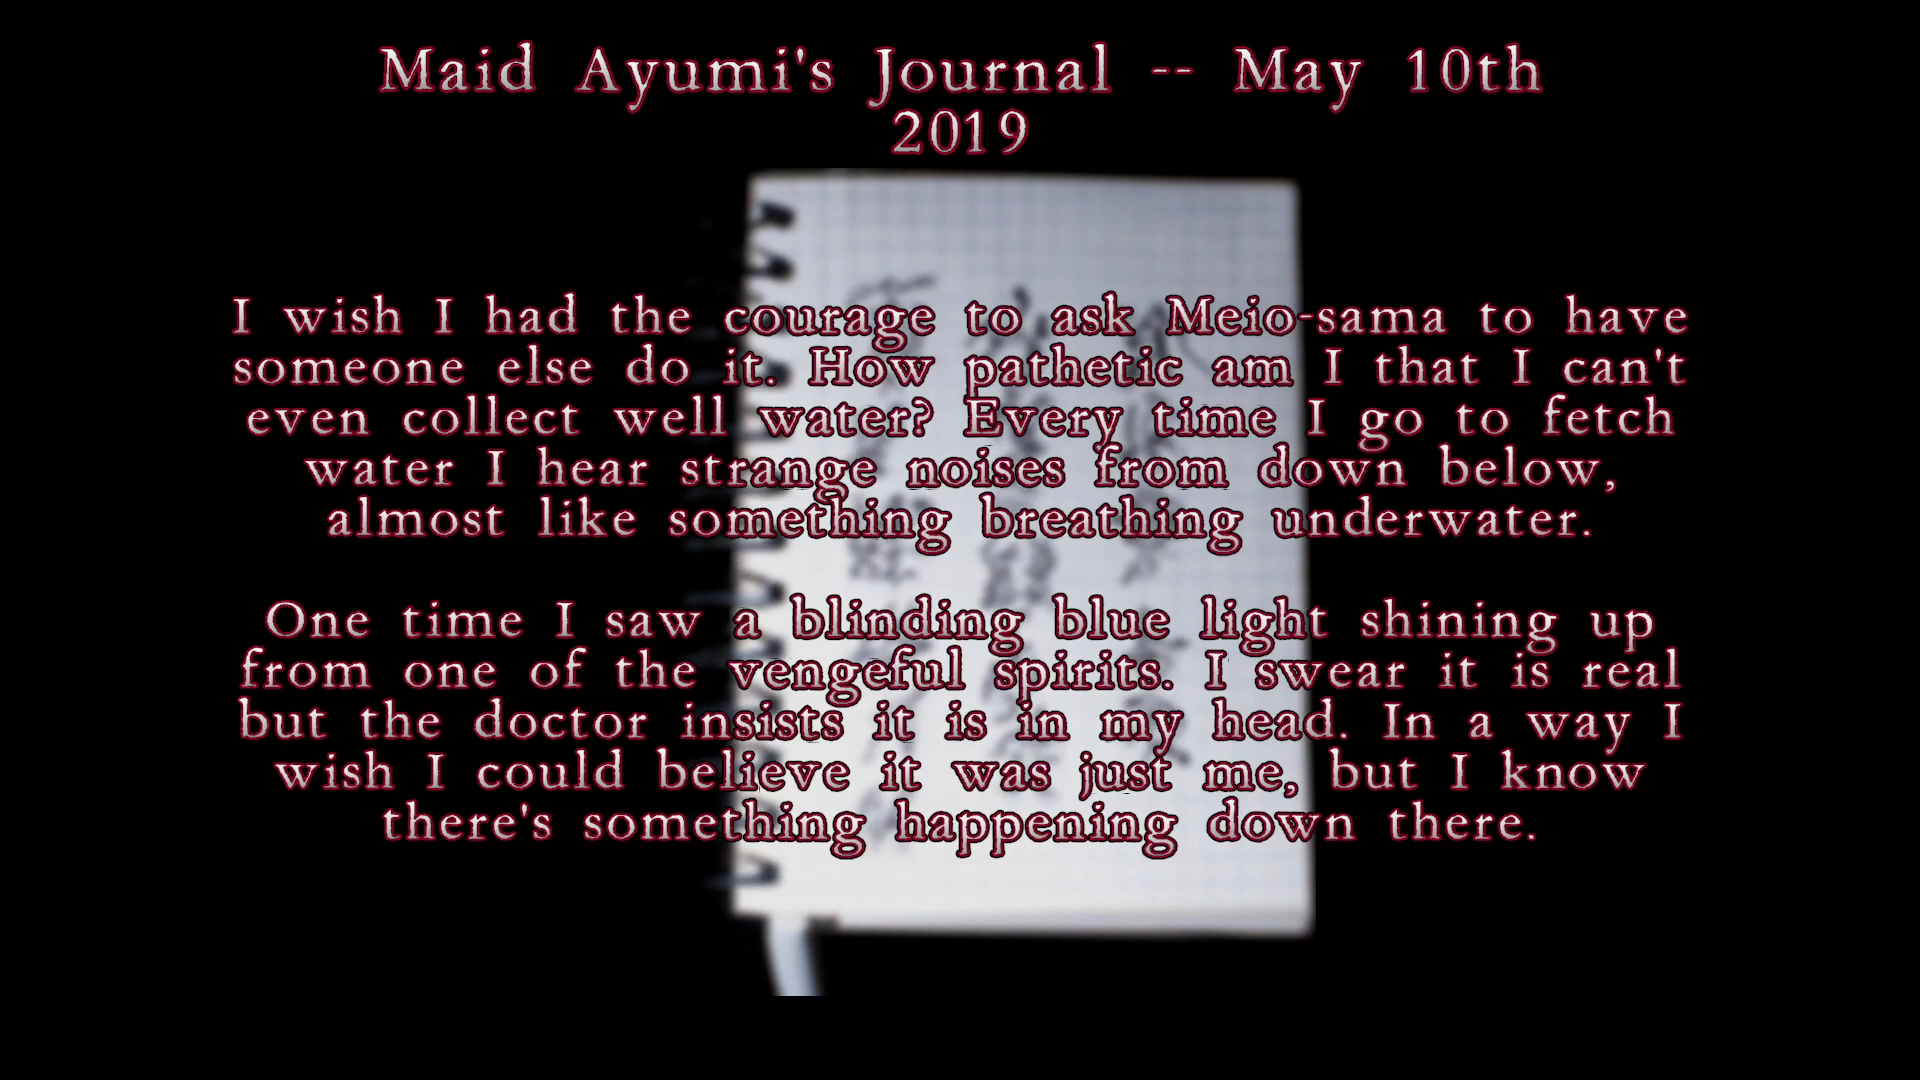 Maid Ayumi's Journal -- May 10th
2019
I wish I had the courage to ask Meio-sama to have
someone else do it. How pathetic am I that I can't
even collect well water? Every time I go to fetch
water I hear strange noises from down below,
almost like something breathing underwater.
One time I saw a blinding blue light shining up
from one of the vengeful spirits. I swear it is real
but the doctor insists it is in my head. In a way I
wish I could believe it was just me, but I know
there's something happening down there.